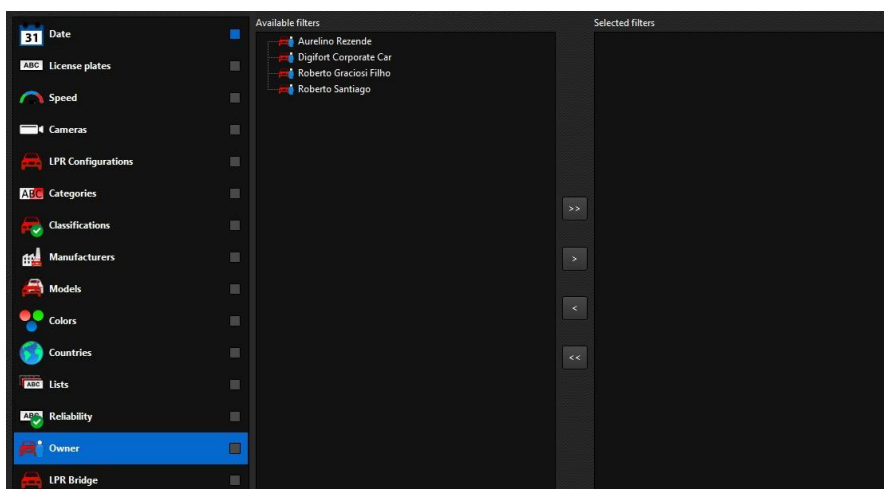 31 Date
ABC License plates
Speed
Cameras
LPR Configurations
ABC Categories
Classifications
Manufacturers
Models
Colors
Countries
ABC Lists
ABC Reliability
Owner
LPR Bridge
Available filters
Aurelino Rezende
Digifort Corporate Car
Roberto Graciosi Filho
Roberto Santiago
>>
>
<
<<
Selected filters